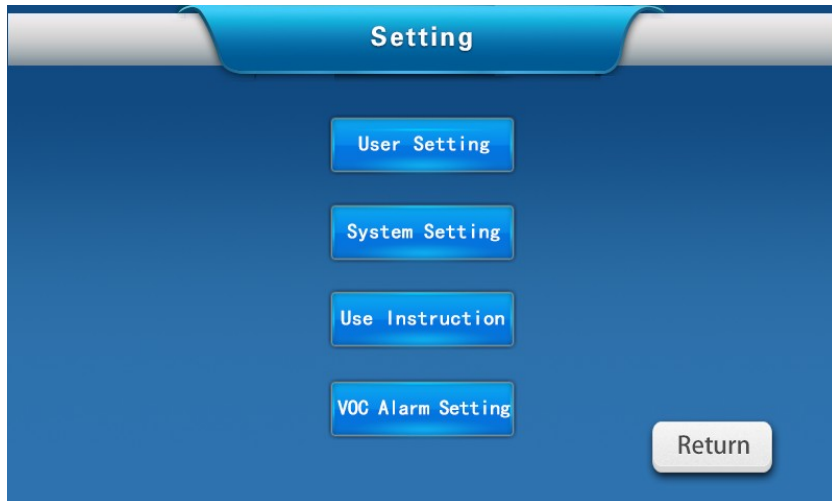 Setting
User Setting
System Setting
Use Instruction
VOC Alarm Setting
Return